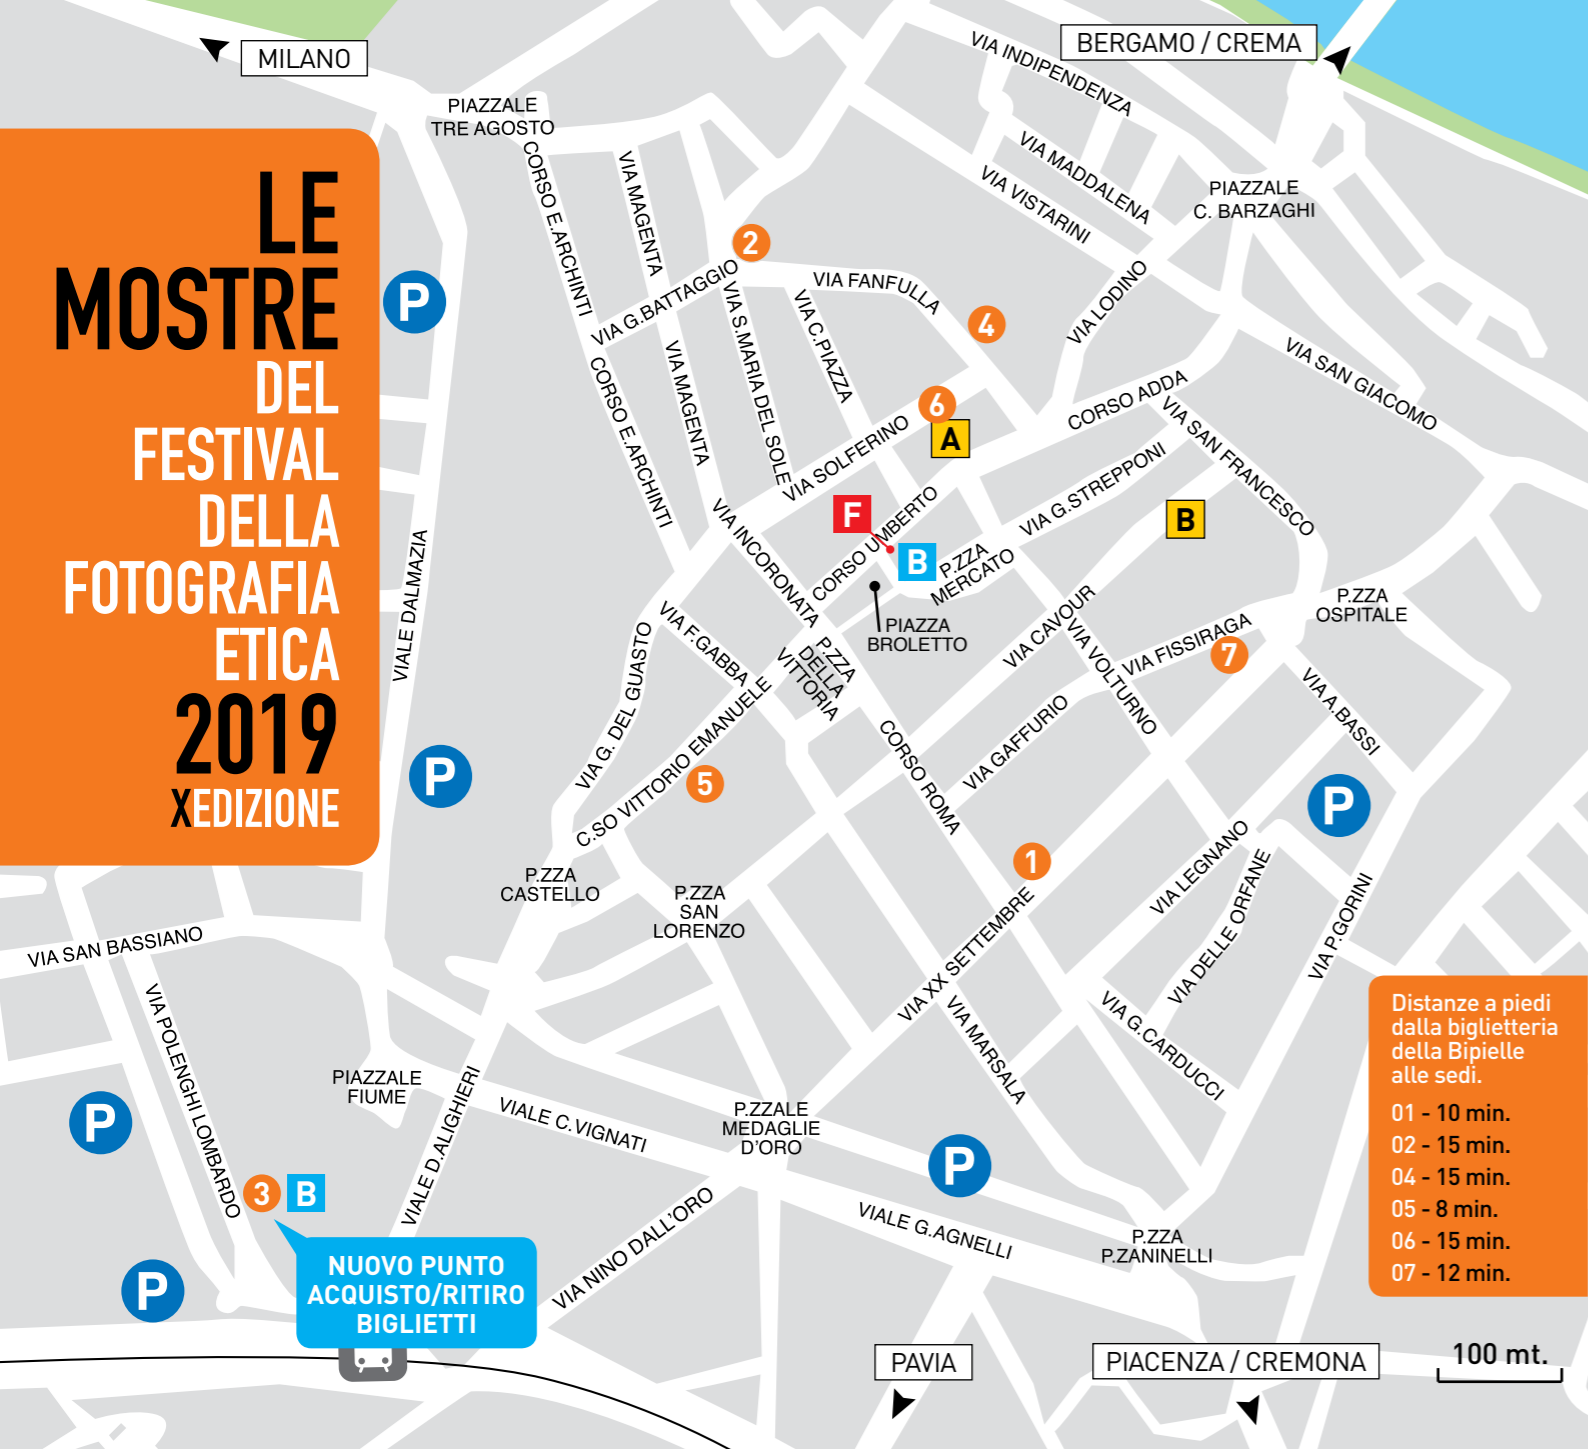 MILANO
BERGAMO / CREMA
LE
MOSTRE
DEL
FESTIVAL
DELLA
FOTOGRAFIA
ETICA
2019
XEDIZIONE
PIAZZALE
TRE AGOSTO
VIA INDIPENDENZA
VIA MADDALENA
VIA VISTARINI
PIAZZALE
C. BARZAGHI
CORSO E.ARCHINTI
VIA MAGENTA
2
VIA G.BATTAGGIO
VIA FANFULLA
VIA S.MARIA DEL SOLE
VIA C.PIAZZA
4
VIA LODINO
P
CORSO E.ARCHINTI
VIA MAGENTA
VIA SAN GIACOMO
CORSO ADDA
6
A
VIA SOLFERINO
VIA SAN FRANCESCO
VIA G.STREPPONI
VIA INCORONATA
F
CORSO UMBERTO
B
B
P.ZZA
MERCATO
PIAZZA
BROLETTO
VIALE DALMAZIA
VIA F.GABBA
VIA G. DEL GUASTO
P.ZZA
DELLA
VITTORIA
VIA CAVOUR
VIA VOLTURNO
VIA FISSIRAGA
7
P.ZZA
OSPITALE
VIA A.BASSI
C.SO VITTORIO EMANUELE
5
CORSO ROMA
VIA GAFFURIO
P
P
P.ZZA
CASTELLO
P.ZZA
SAN
LORENZO
1
VIA XX SETTEMBRE
VIA LEGNANO
VIA DELLE ORFANE
VIA P.GORINI
VIA SAN BASSIANO
VIA POLENGHI LOMBARDO
VIA MARSALA
VIA G.CARDUCCI
PIAZZALE
FIUME
VIALE D.ALIGHIERI
VIALE C.VIGNATI
P.ZZALE
MEDAGLIE
D'ORO
P
P
3
B
NUOVO PUNTO
ACQUISTO/RITIRO
BIGLIETTI
P
VIA NINO DALL'ORO
VIALE G.AGNELLI
P.ZZA
P.ZANINELLI
Distanze a piedi
dalla biglietteria
della Bipielle
alle sedi.
01 - 10 min.
02 - 15 min.
04 - 15 min.
05 - 8 min.
06 - 15 min.
07 - 12 min.
PAVIA
PIACENZA / CREMONA
100 mt.